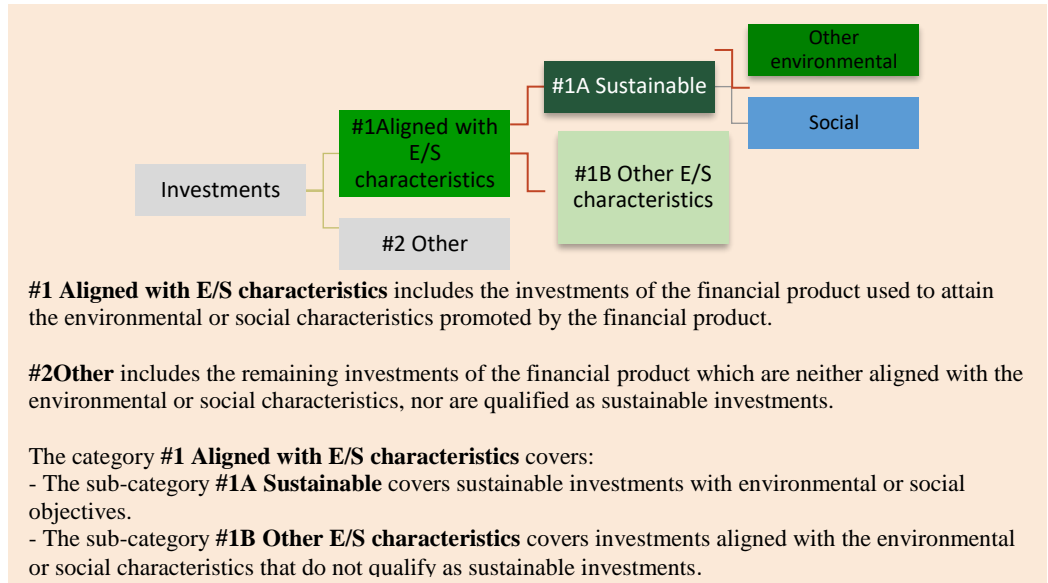 Other
environmental
#1A Sustainable
Social
#1Aligned with
E/S
characteristics
#1B Other E/S
characteristics
Investments
#2 Other
#1 Aligned with E/S characteristics includes the investments of the financial product used to attain
the environmental or social characteristics promoted by the financial product.
#2Other includes the remaining investments of the financial product which are neither aligned with the
environmental or social characteristics, nor are qualified as sustainable investments.
The category #1 Aligned with E/S characteristics covers:
- The sub-category #1A Sustainable covers sustainable investments with environmental or social
objectives.
- The sub-category #1B Other E/S characteristics covers investments aligned with the environmental
or social characteristics that do not qualify as sustainable investments.